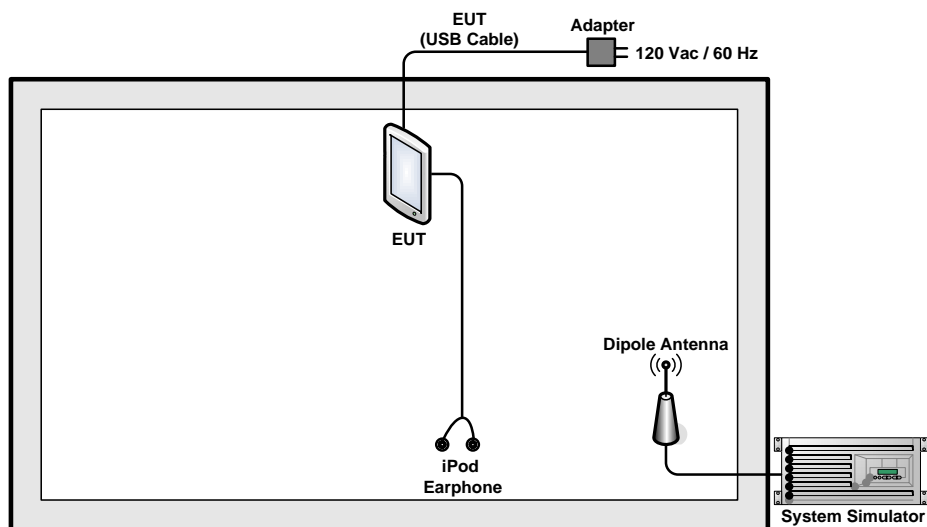 EUT
(USB Cable)
Adapter
120 Vac / 60 Hz
EUT
Dipole Antenna
iPod
Earphone
System Simulator